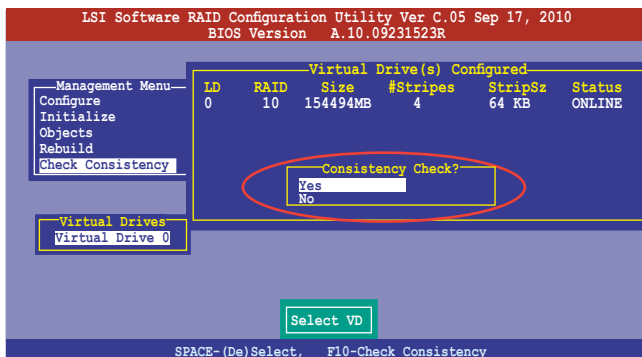 LSI Software RAID Configuration Utility Ver C.05 Sep 17, 2010
BIOS Version A.10.09231523R
Virtual Drive(s) Configured
LD RAID Size #Stripes StripSz Status
0 10 154494MB 4 64 KB ONLINE
Management Menu
Configure
Initialize
Objects
Rebuild
Check Consistency
Consistency Check?
Yes
No
Virtual Drives
Virtual Drive 0
Select VD
SPACE-(De)Select, F10-Check Consistency